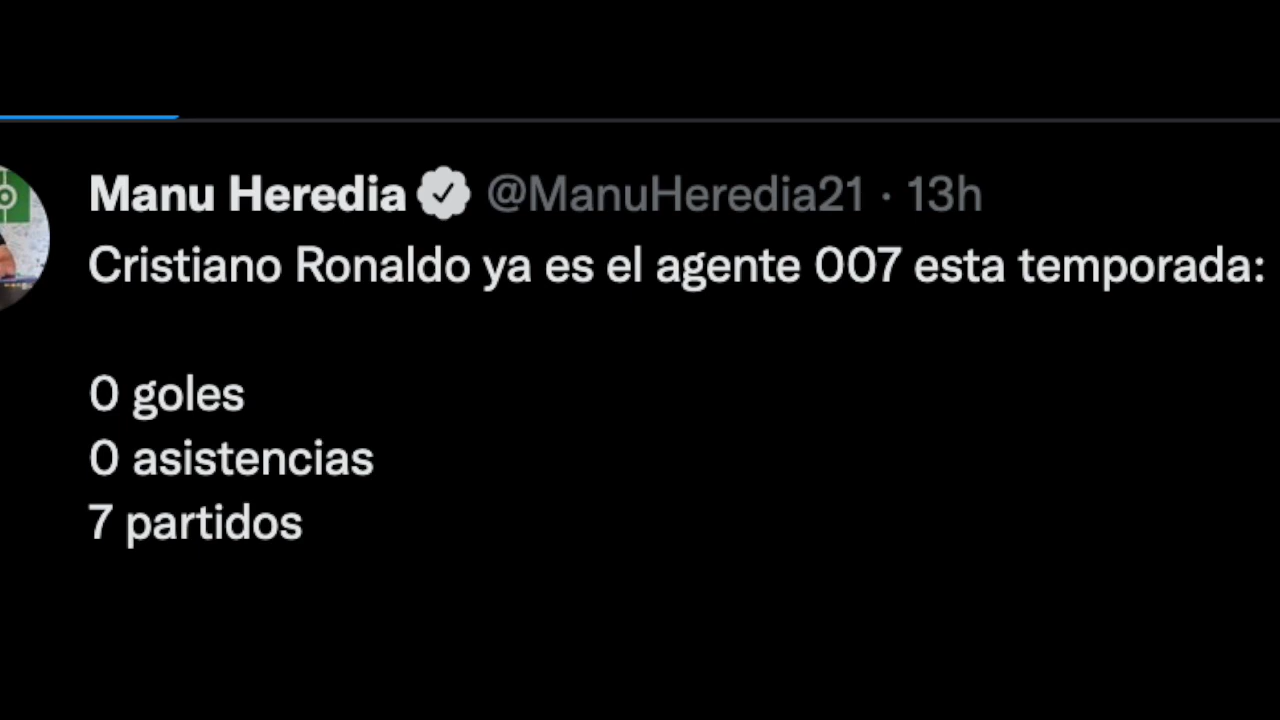 Manu Heredia @ManuHeredia21 · 13h
Cristiano Ronaldo ya es el agente 007 esta temporada:
0 goles
0 asistencias
7 partidos